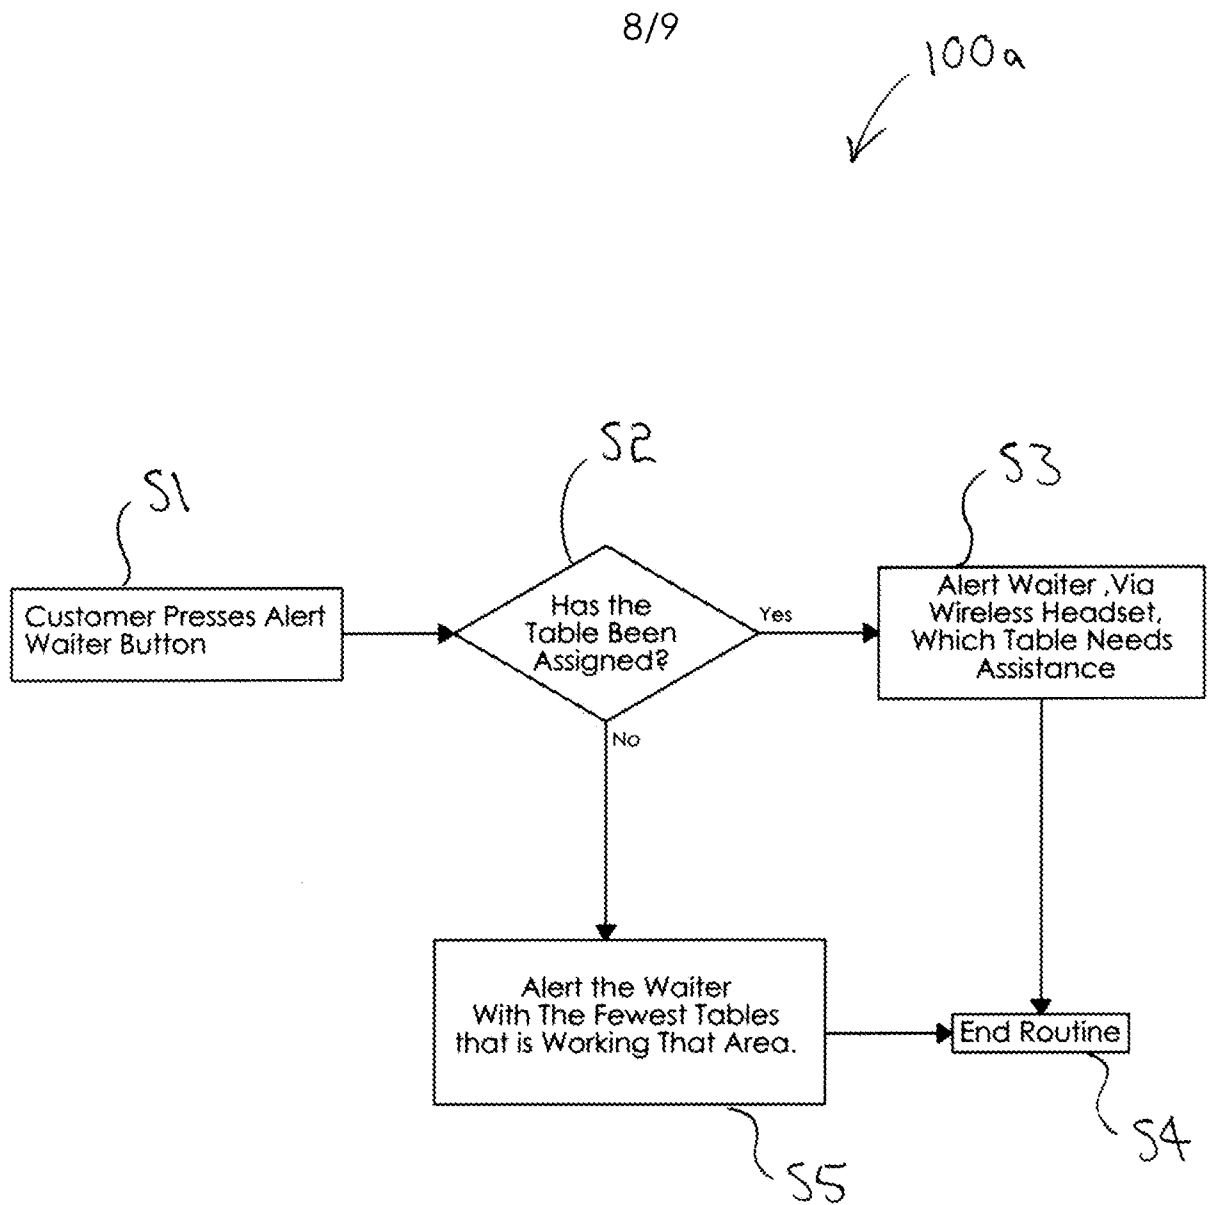 8/9
100a
S1
S2
S3
Customer Presses Alert
Waiter Button
Has the
Table Been
Assigned?
Yes
No
Alert Waiter ,Via
Wireless Headset,
Which Table Needs
Assistance
Alert the Waiter
With The Fewest Tables
that is Working That Area.
End Routine
S4
S5